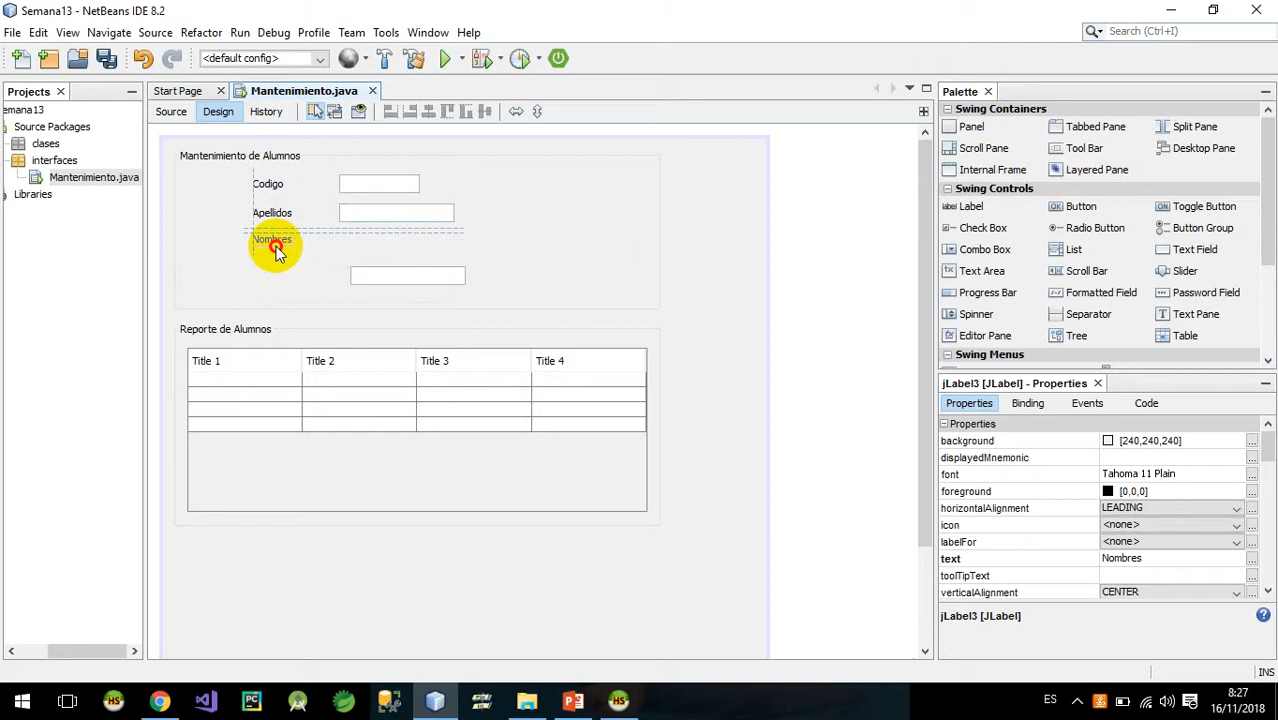 Semana13 - NetBeans IDE 8.2
File Edit View Navigate Source Refactor Run Debug Profile Team Tools Window Help
Search (Ctrl+I)
<default config>
Projects
Start Page
Mantenimiento.java
Palette
emana13
Source Packages
clases
interfaces
Mantenimiento.java
Libraries
Source Design History
Mantenimiento de Alumnos
Codigo
Apellidos
Nombres
Reporte de Alumnos
Title 1 Title 2 Title 3 Title 4
Swing Containers
Panel Tabbed Pane Split Pane
Scroll Pane Tool Bar Desktop Pane
Internal Frame Layered Pane
Swing Controls
Label Button Toggle Button
Check Box Radio Button Button Group
Combo Box List Text Field
Text Area Scroll Bar Slider
Progress Bar Formatted Field Password Field
Spinner Separator Text Pane
Editor Pane Tree Table
Swing Menus
jLabel3 [JLabel] - Properties
Properties Binding Events Code
Properties
background [240,240,240]
displayedMnemonic
font Tahoma 11 Plain
foreground [0,0,0]
horizontalAlignment LEADING
icon <none>
labelFor <none>
text Nombres
toolTipText
verticalAlignment CENTER
jLabel3 [JLabel]
INS
HS
PC
HS
ES
8:27
16/11/2018